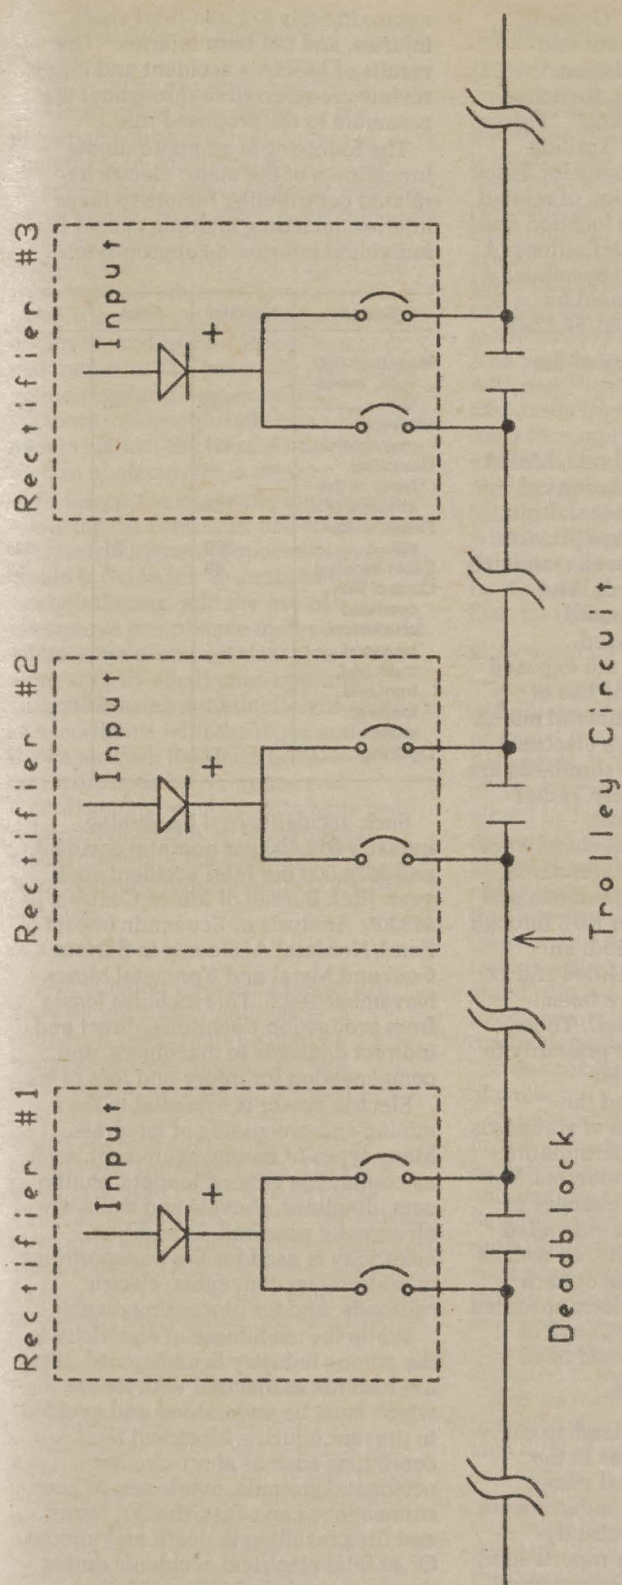 Rectifier #1
Input
+
Rectifier #2
Input
+
Rectifier #3
Input
+
Deadblock
Trolley Circuit